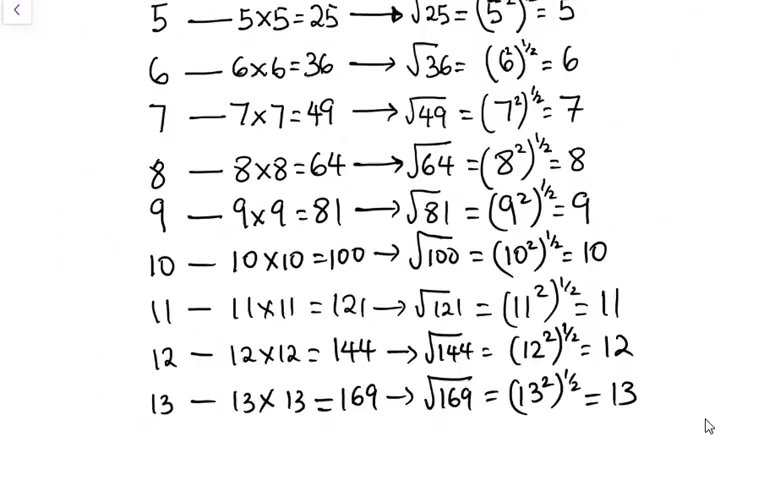 5 — 5×5=25 → √25 = (5²) = 5
6 — 6×6=36 → √36 = (6²)^½ = 6
7 — 7×7=49 → √49 = (7²)^½ = 7
8 — 8×8=64 → √64 = (8²)^½ = 8
9 — 9×9=81 → √81 = (9²)^½ = 9
10 — 10×10=100 → √100 = (10²)^½ = 10
11 – 11×11=121 → √121 = (11²)^½ = 11
12 – 12×12=144 → √144 = (12²)^½ = 12
13 – 13×13=169 → √169 = (13²)^½ = 13